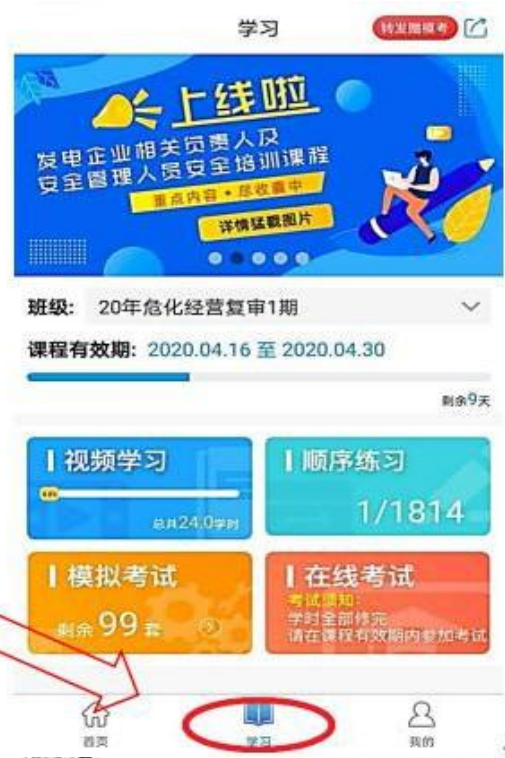 学习
转发赠模考
上线啦
发电企业相关负责人及
安全管理人员安全培训课程
重点内容·尽收囊中
详情猛戳图片
班级: 20年危化经营复审1期
课程有效期: 2020.04.16 至 2020.04.30
剩余9天
视频学习
总共24.0学时
顺序练习
1/1814
模拟考试
剩余 99 套
在线考试
考试须知:
学时全部修完
请在课程有效期内参加考试
首页
学习
我的